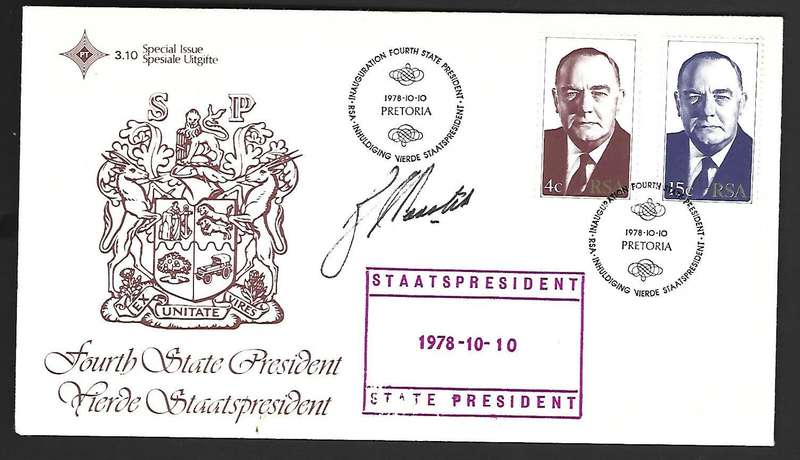 PT
3.10
Special Issue
Speciale Uitgifte
S P
EX UNITATE VIRES
Fourth State President
Vierde Staatspresident
INAUGURATION FOURTH STATE PRESIDENT
1978-10-10
PRETORIA
RSA · INHULDIGING VIERDE STAATSPRESIDENT
4c RSA
15c RSA
INAUGURATION FOURTH STATE PRESIDENT
1978-10-10
PRETORIA
RSA · INHULDIGING VIERDE STAATSPRESIDENT
STAATSPRESIDENT
1978-10-10
STATE PRESIDENT